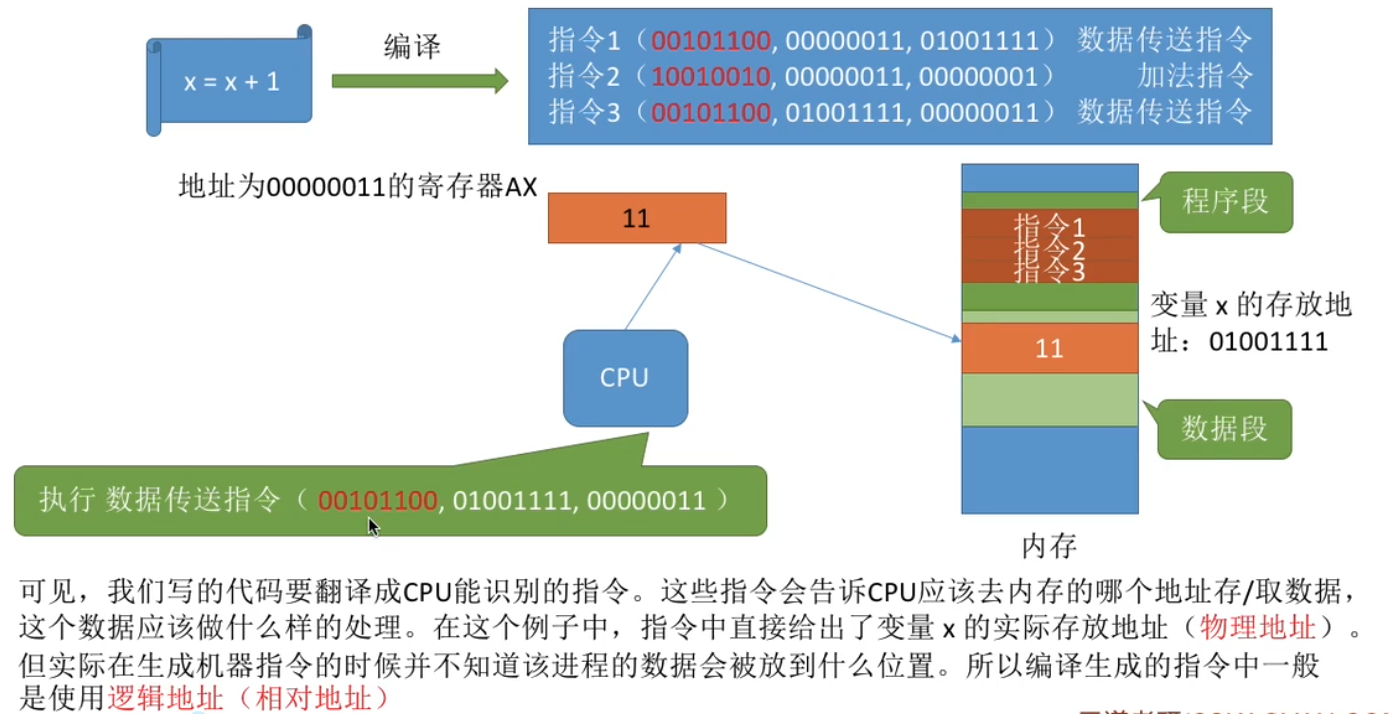 x = x + 1
编译
指令1（00101100, 00000011, 01001111） 数据传送指令
指令2（10010010, 00000011, 00000001） 加法指令
指令3（00101100, 01001111, 00000011） 数据传送指令
地址为00000011的寄存器AX
11
程序段
指令1
指令2
指令3
变量 x 的存放地
址：01001111
11
CPU
数据段
执行 数据传送指令（ 00101100, 01001111, 00000011 ）
内存
可见，我们写的代码要翻译成CPU能识别的指令。这些指令会告诉CPU应该去内存的哪个地址存/取数据，
这个数据应该做什么样的处理。在这个例子中，指令中直接给出了变量 x 的实际存放地址（物理地址）。
但实际在生成机器指令的时候并不知道该进程的数据会被放到什么位置。所以编译生成的指令中一般
是使用逻辑地址（相对地址）